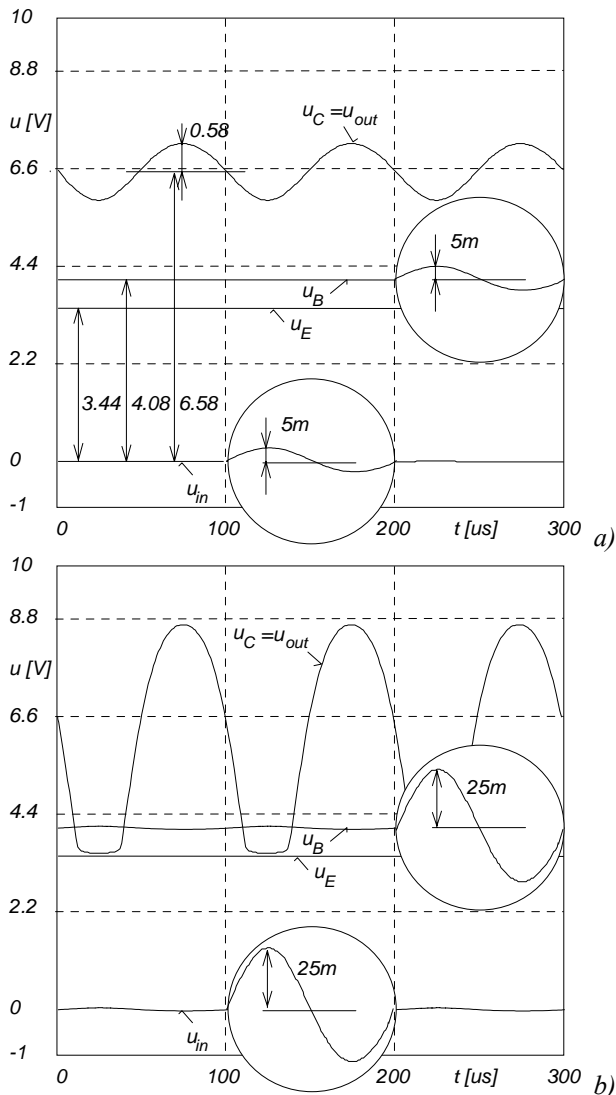 10
8.8
u [V]
u_C = u_out
0.58
6.6
5m
4.4
u_B
u_E
2.2
3.44 4.08 6.58
5m
0
u_in
-1
0 100 200 t [us] 300
a)
10
8.8
u_C = u_out
u [V]
6.6
4.4
25m
u_B
u_E
2.2
25m
0
u_in
-1
0 100 200 t [us] 300
b)